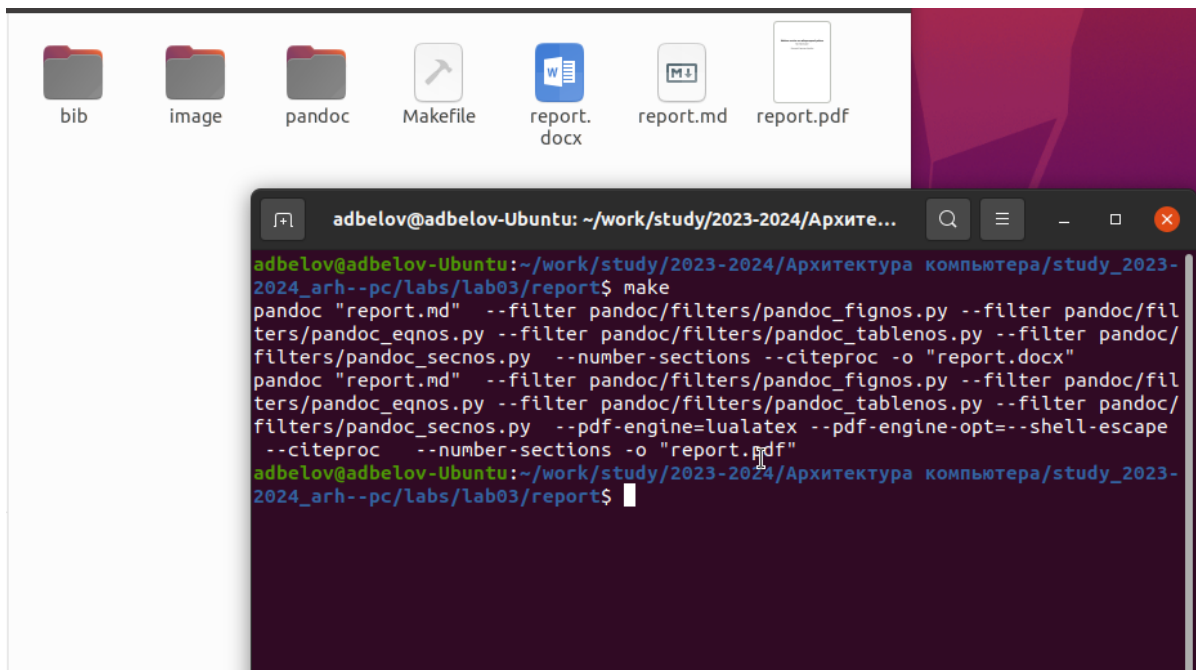 bib
image
pandoc
Makefile
report.
docx
report.md
report.pdf
adbelov@adbelov-Ubuntu: ~/work/study/2023-2024/Архите...
adbelov@adbelov-Ubuntu:~/work/study/2023-2024/Архитектура компьютера/study_2023-
2024_arh--pc/labs/lab03/report$ make
pandoc "report.md"  --filter pandoc/filters/pandoc_fignos.py --filter pandoc/fil
ters/pandoc_eqnos.py --filter pandoc/filters/pandoc_tablenos.py --filter pandoc/
filters/pandoc_secnos.py  --number-sections --citeproc -o "report.docx"
pandoc "report.md"  --filter pandoc/filters/pandoc_fignos.py --filter pandoc/fil
ters/pandoc_eqnos.py --filter pandoc/filters/pandoc_tablenos.py --filter pandoc/
filters/pandoc_secnos.py  --pdf-engine=lualatex --pdf-engine-opt=--shell-escape
 --citeproc   --number-sections -o "report.pdf"
adbelov@adbelov-Ubuntu:~/work/study/2023-2024/Архитектура компьютера/study_2023-
2024_arh--pc/labs/lab03/report$